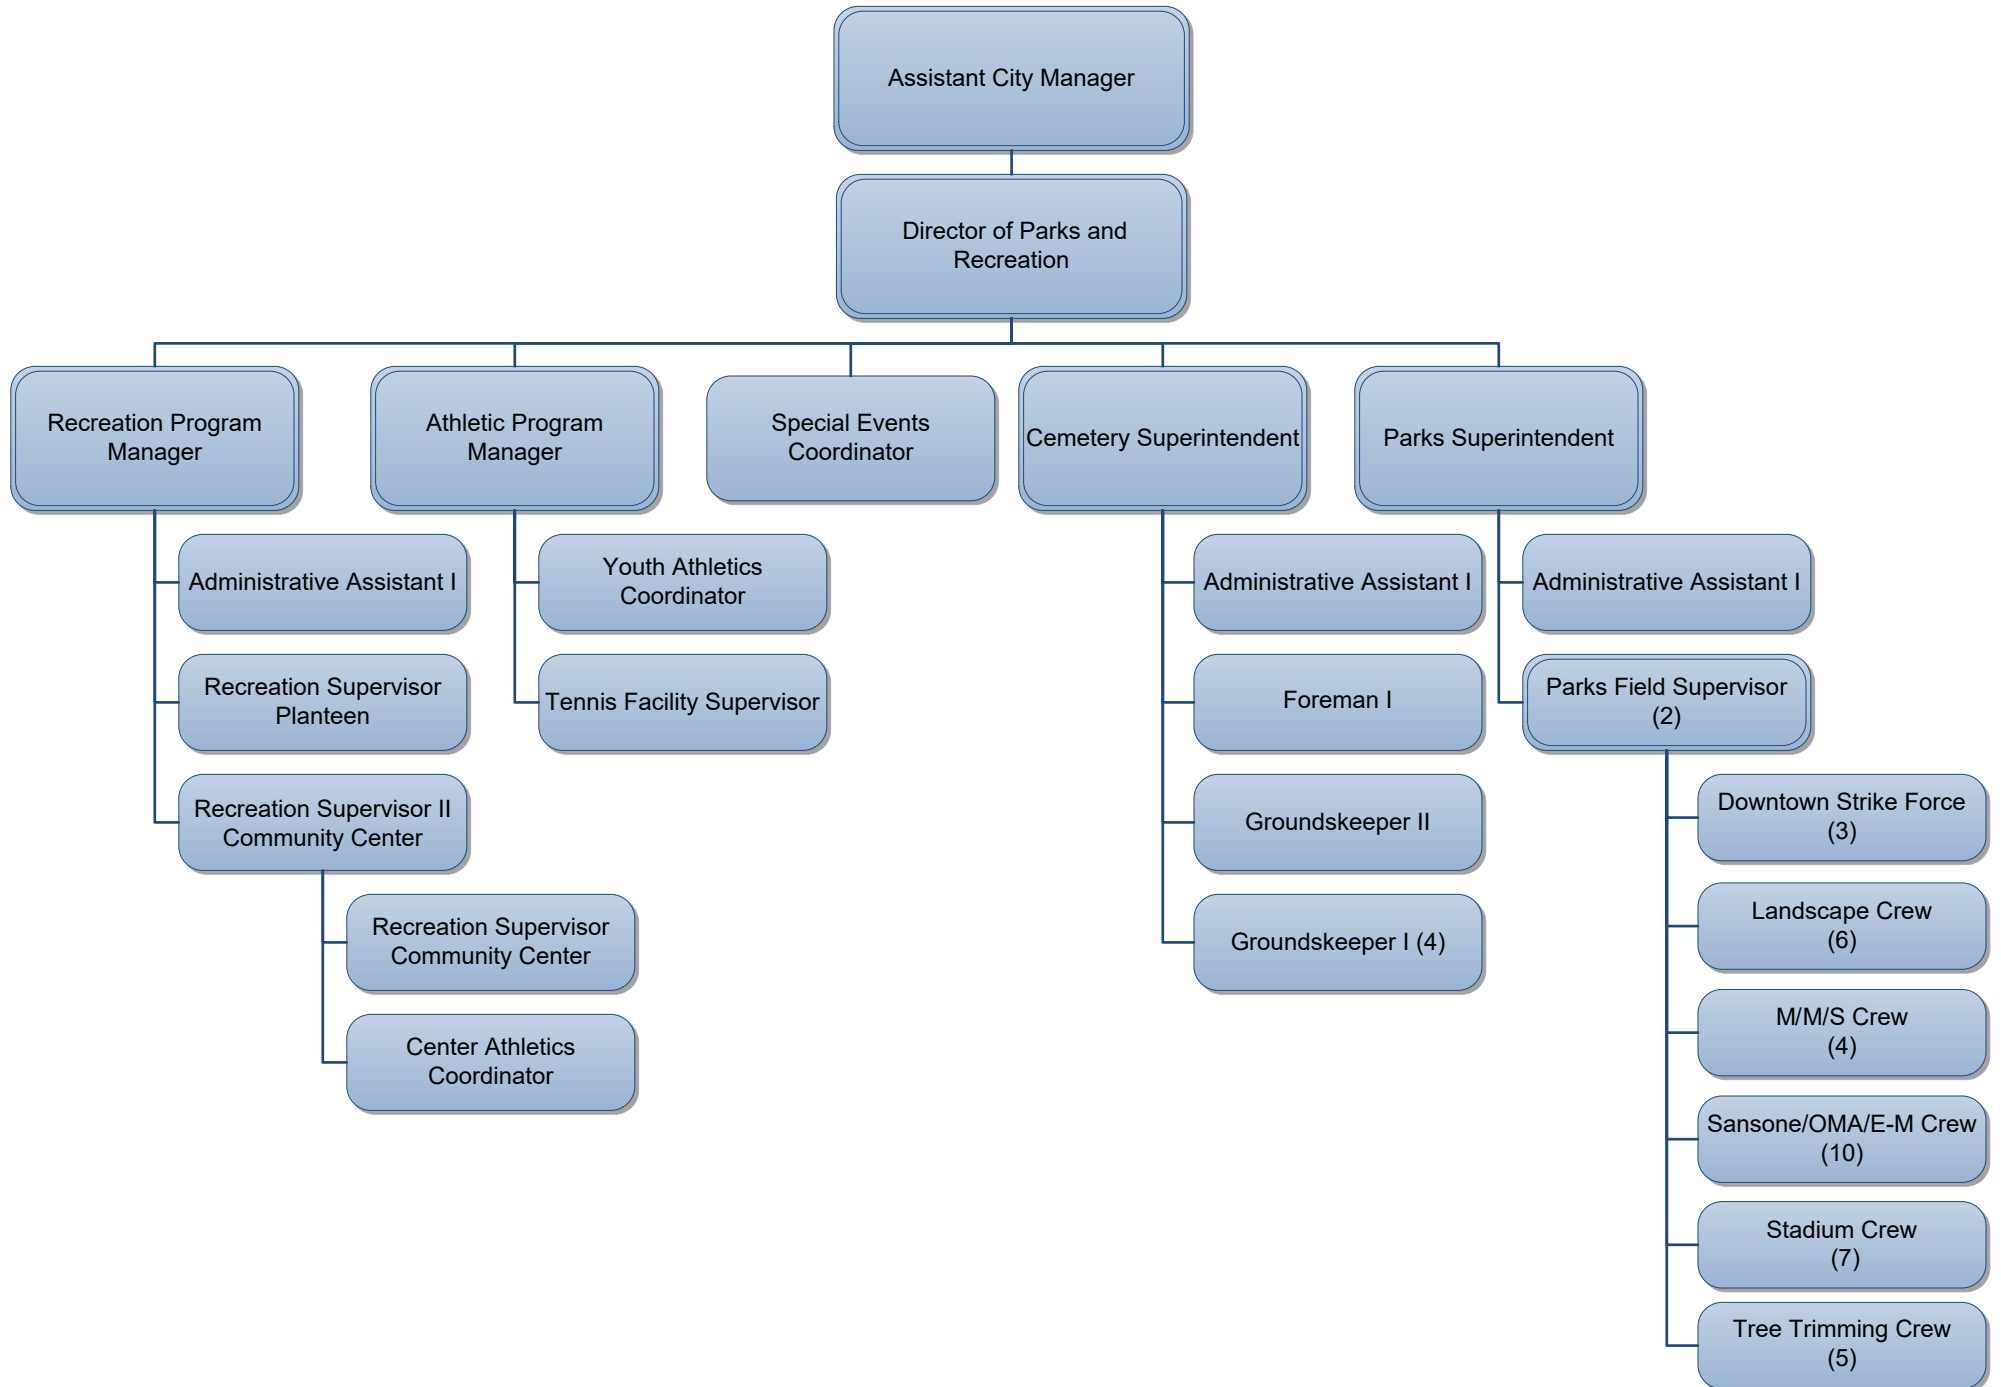 Assistant City Manager
Director of Parks and
Recreation
Recreation Program
Manager
Athletic Program
Manager
Special Events
Coordinator
Cemetery Superintendent
Parks Superintendent
Administrative Assistant I
Recreation Supervisor
Planteen
Recreation Supervisor II
Community Center
Recreation Supervisor
Community Center
Center Athletics
Coordinator
Youth Athletics
Coordinator
Tennis Facility Supervisor
Administrative Assistant I
Foreman I
Groundskeeper II
Groundskeeper I (4)
Administrative Assistant I
Parks Field Supervisor
(2)
Downtown Strike Force
(3)
Landscape Crew
(6)
M/M/S Crew
(4)
Sansone/OMA/E-M Crew
(10)
Stadium Crew
(7)
Tree Trimming Crew
(5)